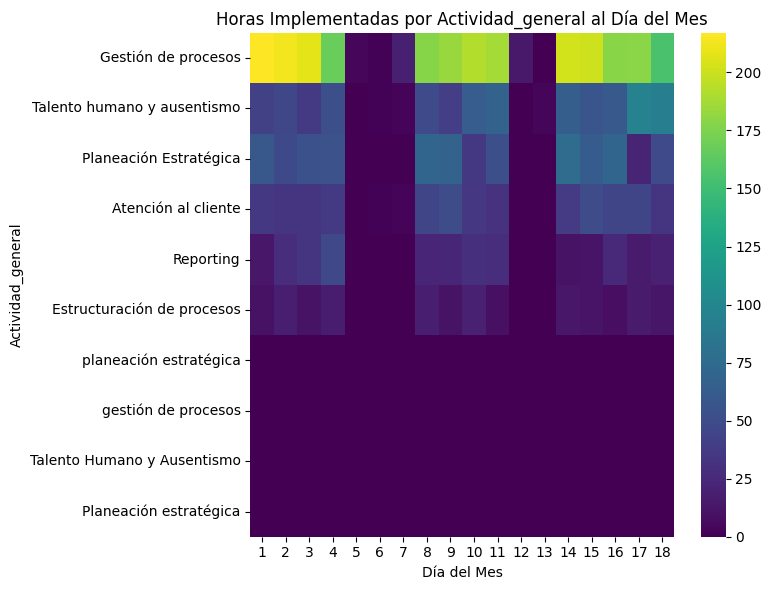 Horas Implementadas por Actividad_general al Día del Mes
Actividad_general
Gestión de procesos
Talento humano y ausentismo
Planeación Estratégica
Atención al cliente
Reporting
Estructuración de procesos
planeación estratégica
gestión de procesos
Talento Humano y Ausentismo
Planeación estratégica
1 2 3 4 5 6 7 8 9 10 11 12 13 14 15 16 17 18
Día del Mes
200
175
150
125
100
75
50
25
0